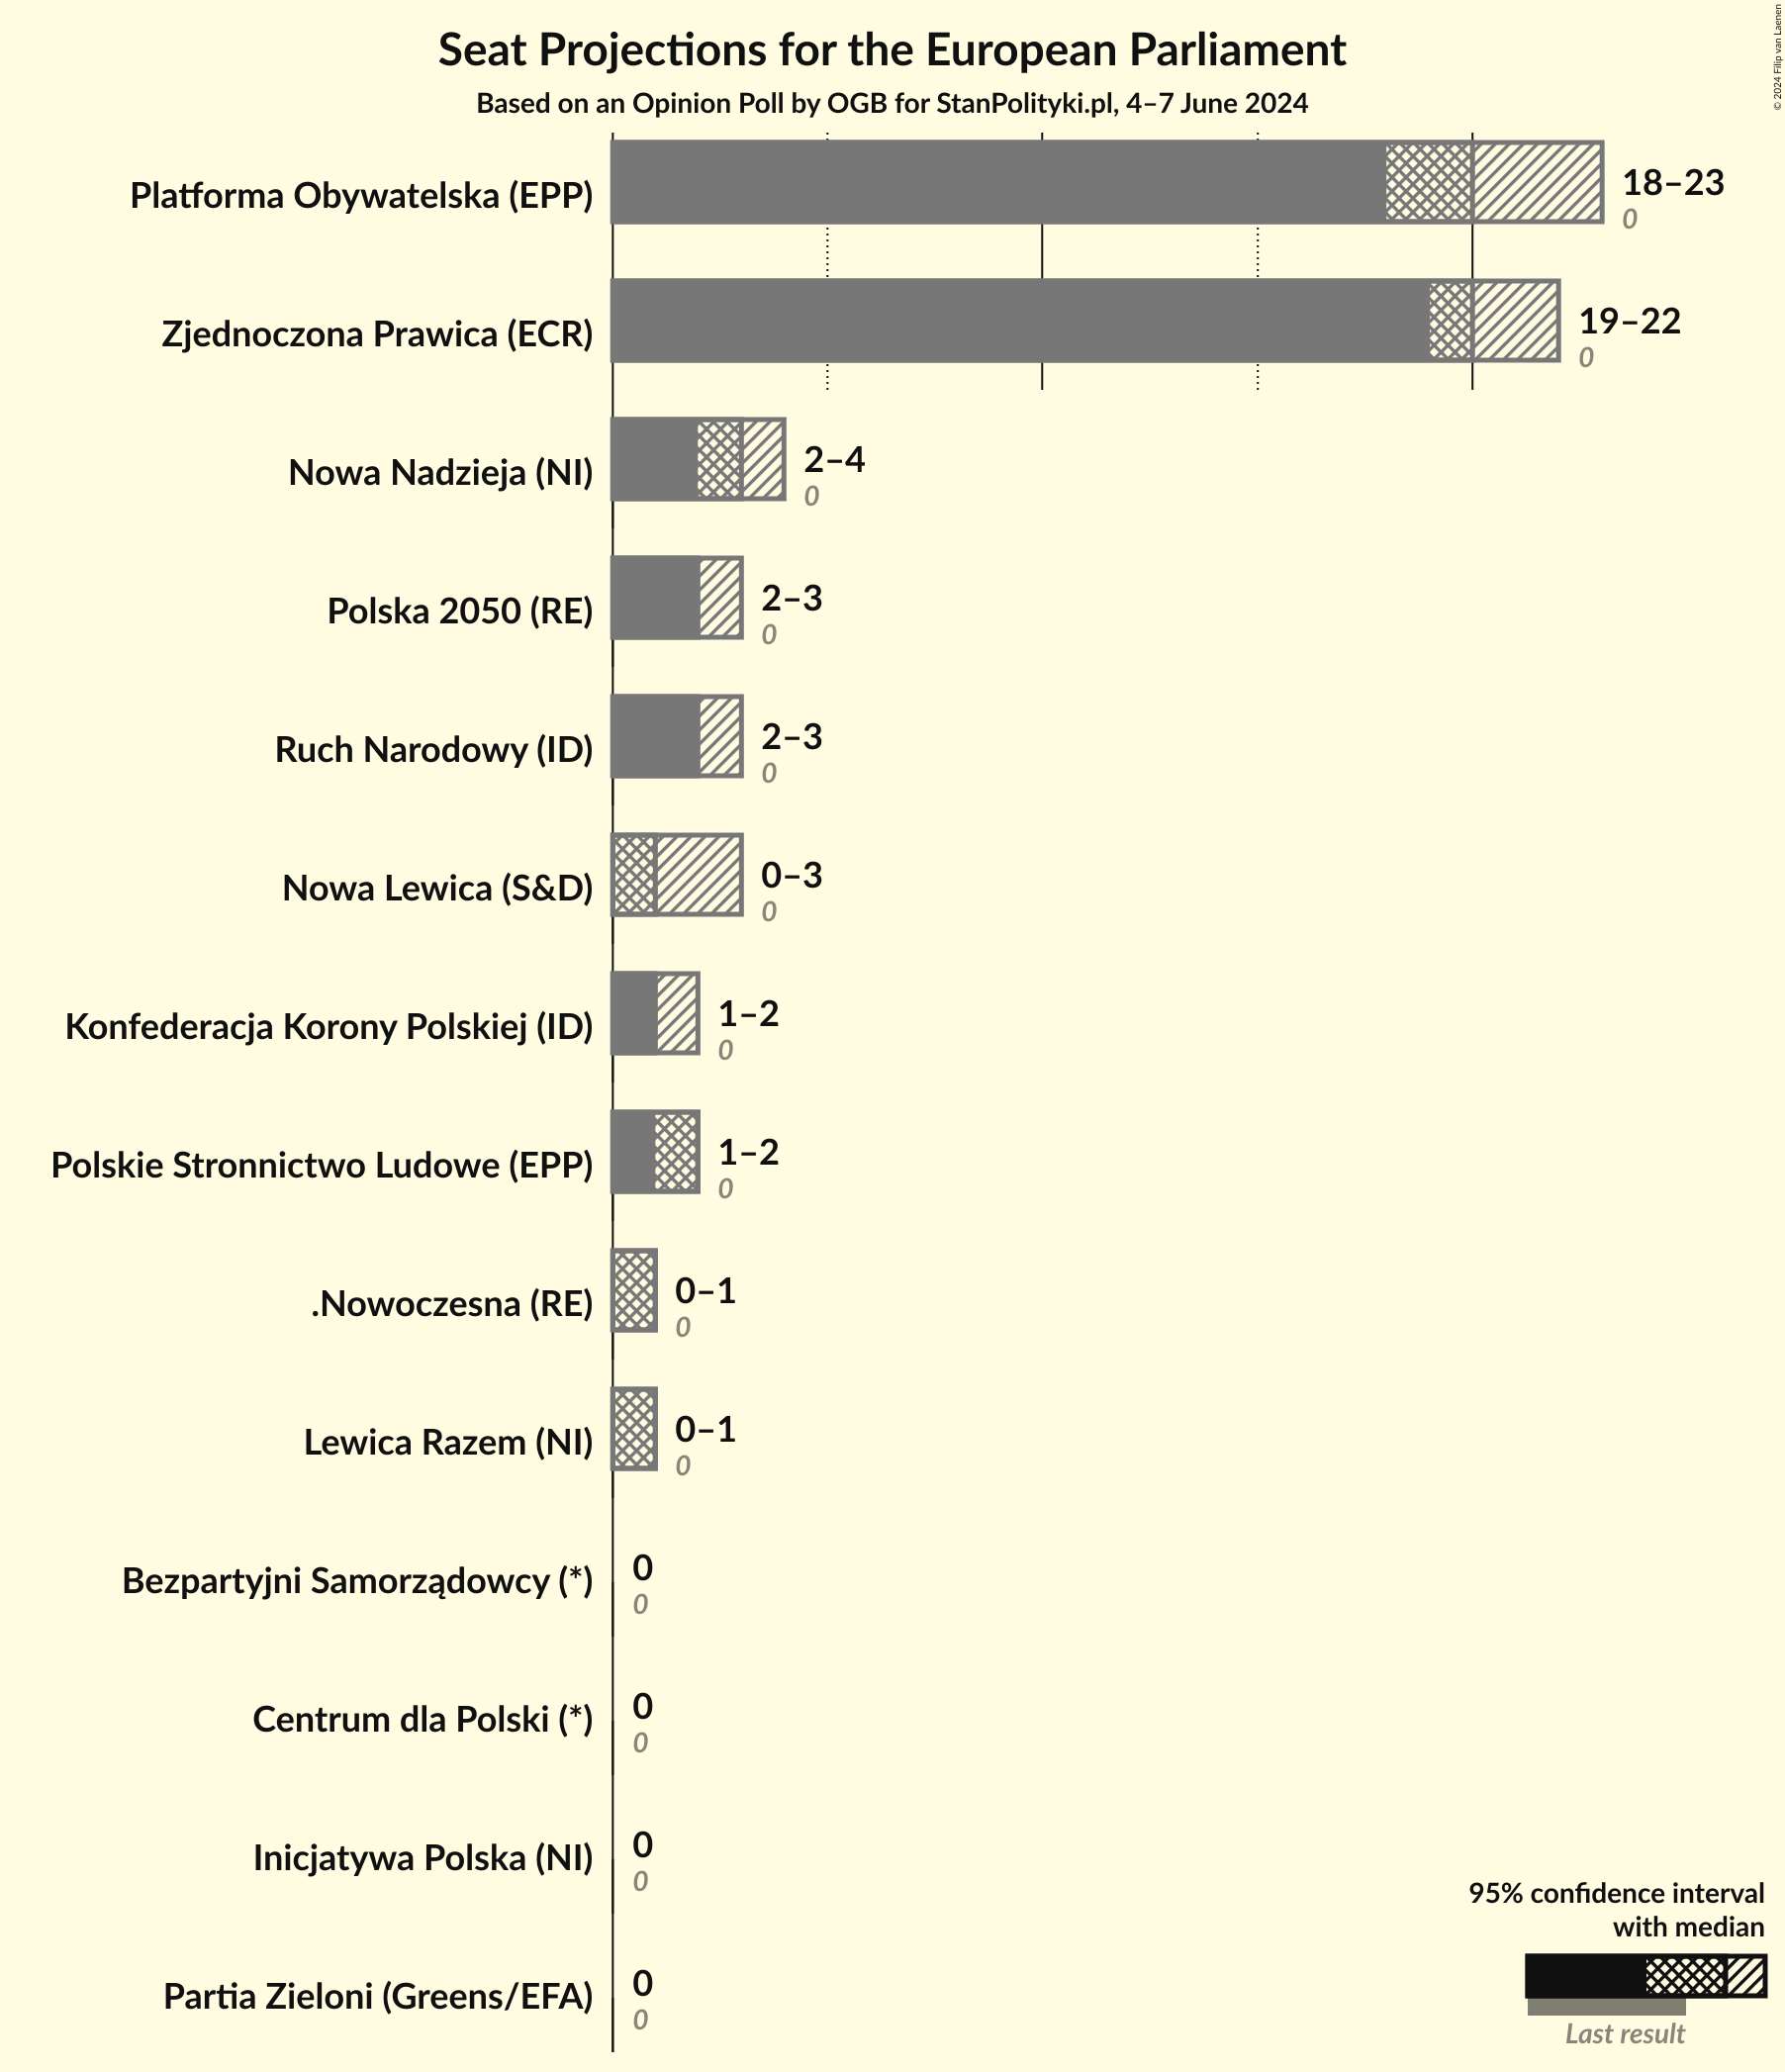 Seat Projections for the European Parliament
Based on an Opinion Poll by OGB for StanPolityki.pl, 4–7 June 2024
© 2024 Filip van Laenen
Platforma Obywatelska (EPP)
18–23
0
Zjednoczona Prawica (ECR)
19–22
0
Nowa Nadzieja (NI)
2–4
0
Polska 2050 (RE)
2–3
0
Ruch Narodowy (ID)
2–3
0
Nowa Lewica (S&D)
0–3
0
Konfederacja Korony Polskiej (ID)
1–2
0
Polskie Stronnictwo Ludowe (EPP)
1–2
0
.Nowoczesna (RE)
0–1
0
Lewica Razem (NI)
0–1
0
Bezpartyjni Samorządowcy (*)
0
0
Centrum dla Polski (*)
0
0
Inicjatywa Polska (NI)
0
0
Partia Zieloni (Greens/EFA)
0
0
95% confidence interval
with median
Last result